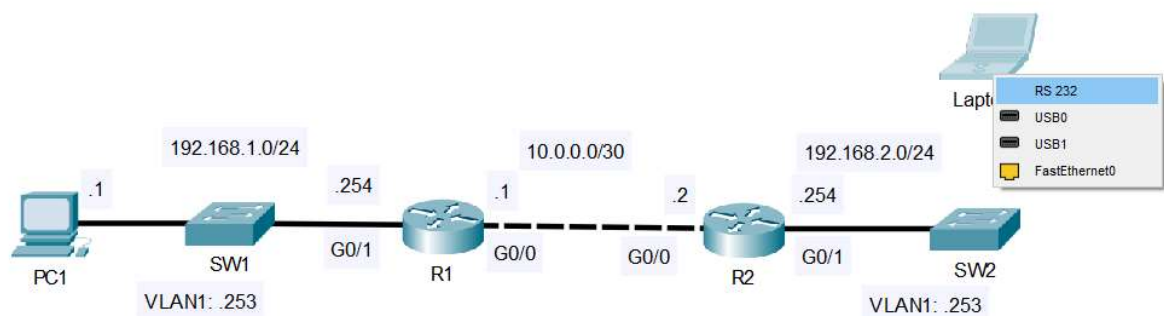 RS 232
Lapto
USB0
USB1
FastEthernet0
192.168.1.0/24
10.0.0.0/30
192.168.2.0/24
.1
.254
.1
.2
.254
PC1
SW1
G0/1
R1
G0/0
G0/0
R2
G0/1
SW2
VLAN1: .253
VLAN1: .253